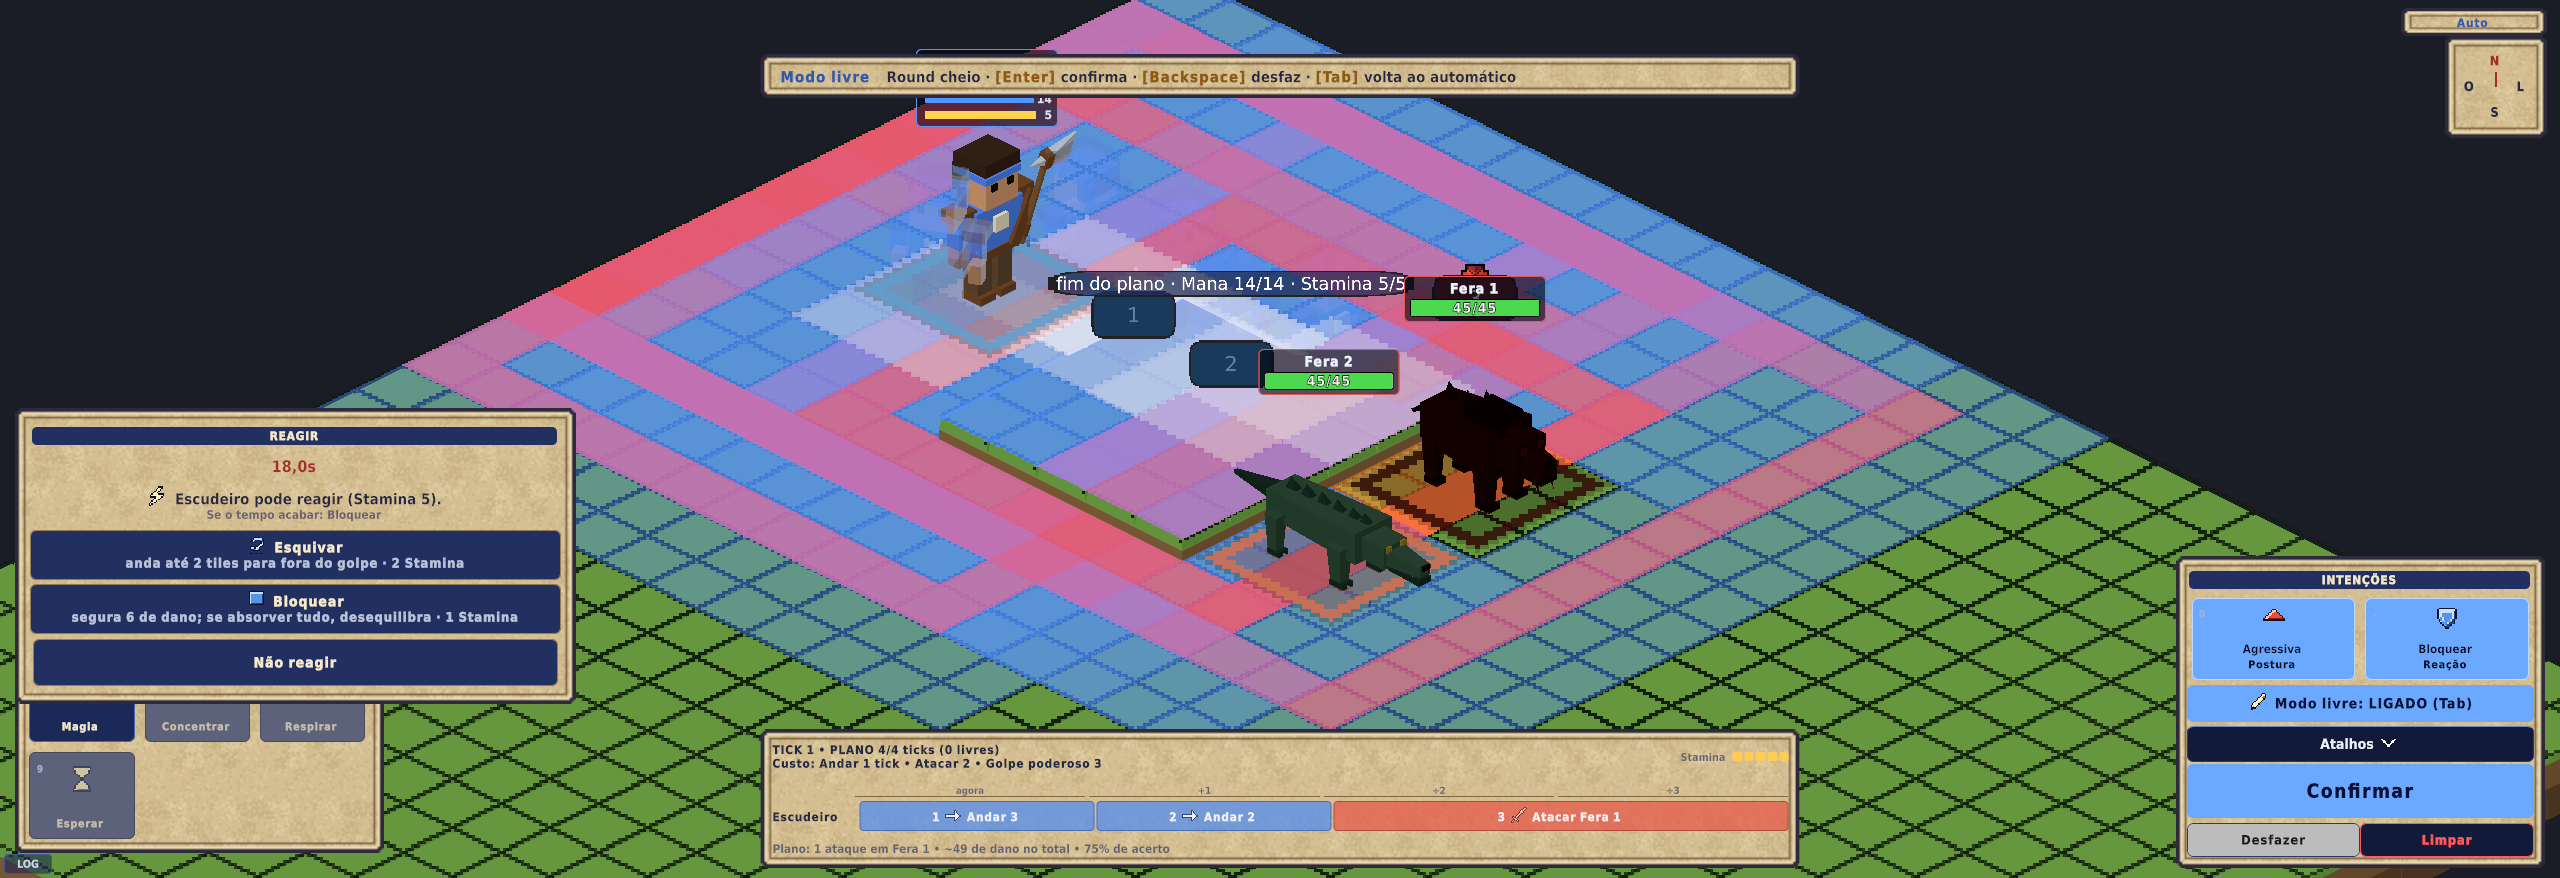 Auto
N
O L
S
Modo livre Round cheio · [Enter] confirma · [Backspace] desfaz · [Tab] volta ao automático
14
5
fim do plano · Mana 14/14 · Stamina 5/5
1
2
Fera 1
45/45
Fera 2
45/45
REAGIR
18,0s
Escudeiro pode reagir (Stamina 5).
Se o tempo acabar: Bloquear
Esquivar
anda até 2 tiles para fora do golpe · 2 Stamina
Bloquear
segura 6 de dano; se absorver tudo, desequilibra · 1 Stamina
Não reagir
Magia
Concentrar
Respirar
9
Esperar
LOG
TICK 1 • PLANO 4/4 ticks (0 livres)
Custo: Andar 1 tick • Atacar 2 • Golpe poderoso 3
Stamina
agora +1 +2 +3
Escudeiro
1 → Andar 3
2 → Andar 2
3 Atacar Fera 1
Plano: 1 ataque em Fera 1 • ~49 de dano no total • 75% de acerto
INTENÇÕES
Agressiva
Postura
Bloquear
Reação
Modo livre: LIGADO (Tab)
Atalhos
Confirmar
Desfazer
Limpar